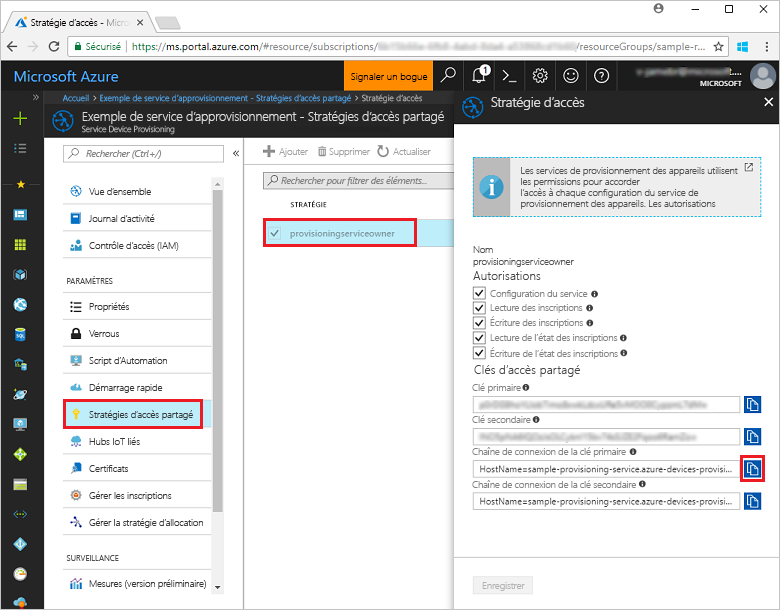 Stratégie d'accès - Micro
Sécurisé
https://ms.portal.azure.com/#resource/subscriptions/
/resourceGroups/sample-r...
Microsoft Azure
Signaler un bogue
1
MICROSOFT
Accueil > Exemple de service d'approvisionnement - Stratégies d'accès partagé > Stratégie d'accès
Exemple de service d'approvisionnement - Stratégies d'accès partagé
Service Device Provisioning
Rechercher (Ctrl+/)
Vue d'ensemble
Journal d'activité
Contrôle d'accès (IAM)
PARAMÈTRES
Propriétés
Verrous
Script d'Automation
Démarrage rapide
Stratégies d'accès partagé
Hubs IoT liés
Certificats
Gérer les inscriptions
Gérer la stratégie d'allocation
SURVEILLANCE
Mesures (version préliminaire)
Ajouter
Supprimer
Actualiser
Rechercher pour filtrer des éléments...
STRATÉGIE
provisioningserviceowner
Stratégie d'accès
Les services de provisionnement des appareils utilisent
les permissions pour accorder
l'accès à chaque configuration du service de
provisionnement des appareils. Les autorisations
Nom
provisioningserviceowner
Autorisations
Configuration du service
Lecture des inscriptions
Écriture des inscriptions
Lecture de l'état des inscriptions
Écriture de l'état des inscriptions
Clés d'accès partagé
Clé primaire
Clé secondaire
Chaîne de connexion de la clé primaire
HostName=sample-provisioning-service.azure-devices-provisi...
Chaîne de connexion de la clé secondaire
HostName=sample-provisioning-service.azure-devices-provisi...
Enregistrer